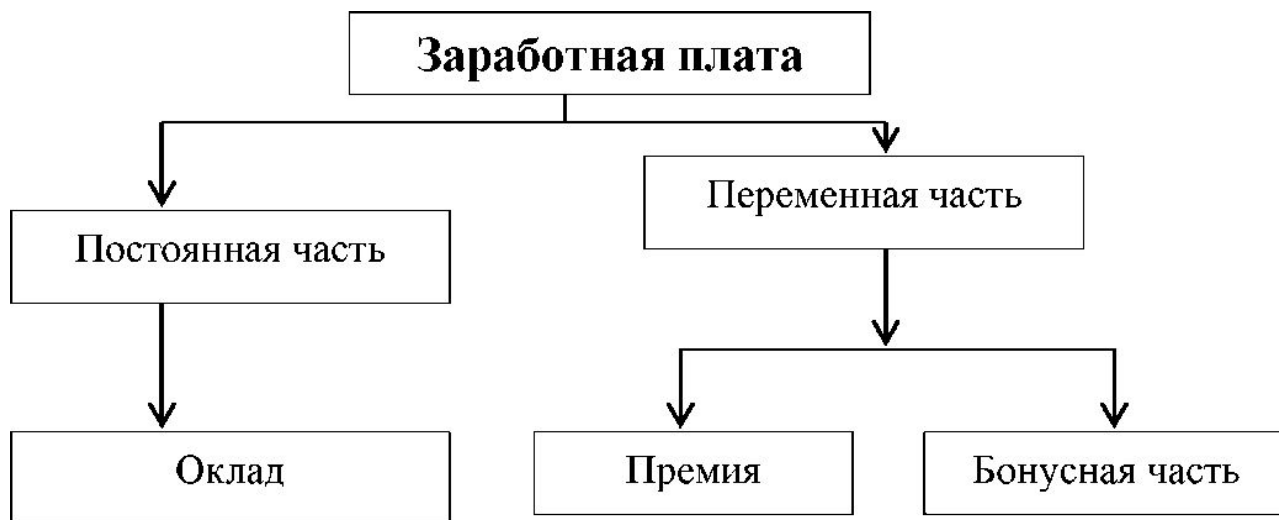 Заработная плата
Переменная часть
Постоянная часть
Оклад
Премия
Бонусная часть